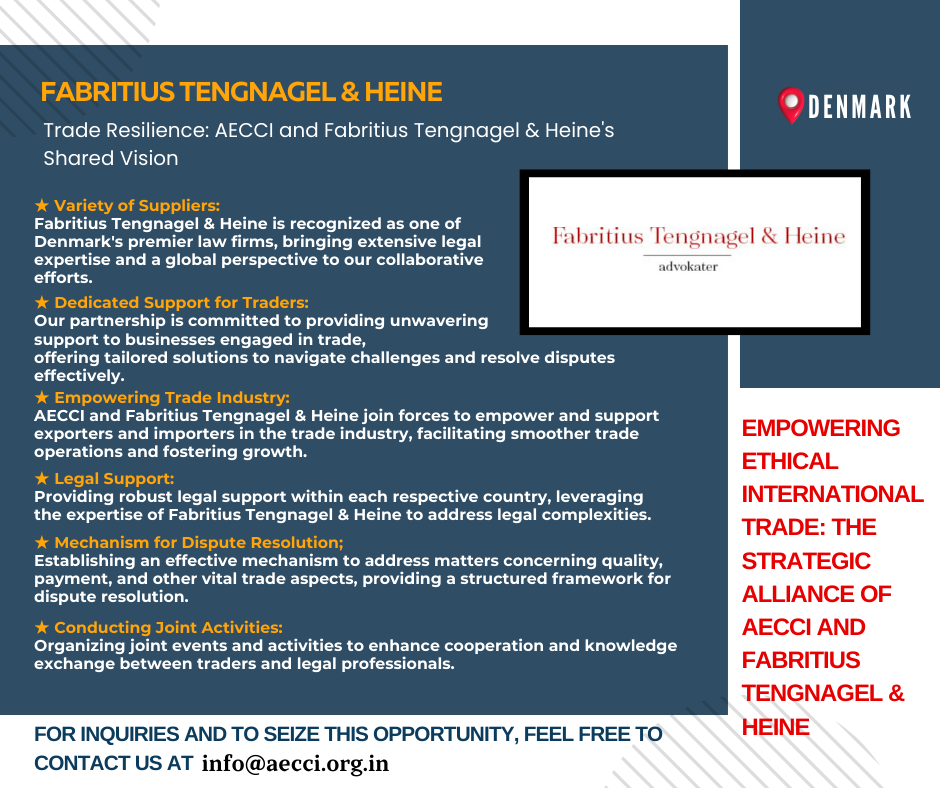 FABRITIUS TENGNAGEL & HEINE
Trade Resilience: AECCI and Fabritius Tengnagel & Heine's
Shared Vision
★ Variety of Suppliers:
Fabritius Tengnagel & Heine is recognized as one of
Denmark's premier law firms, bringing extensive legal
expertise and a global perspective to our collaborative
efforts.
★ Dedicated Support for Traders:
Our partnership is committed to providing unwavering
support to businesses engaged in trade,
offering tailored solutions to navigate challenges and resolve disputes
effectively.
★ Empowering Trade Industry:
AECCI and Fabritius Tengnagel & Heine join forces to empower and support
exporters and importers in the trade industry, facilitating smoother trade
operations and fostering growth.
★ Legal Support:
Providing robust legal support within each respective country, leveraging
the expertise of Fabritius Tengnagel & Heine to address legal complexities.
★ Mechanism for Dispute Resolution;
Establishing an effective mechanism to address matters concerning quality,
payment, and other vital trade aspects, providing a structured framework for
dispute resolution.
★ Conducting Joint Activities:
Organizing joint events and activities to enhance cooperation and knowledge
exchange between traders and legal professionals.
FOR INQUIRIES AND TO SEIZE THIS OPPORTUNITY, FEEL FREE TO
CONTACT US AT info@aecci.org.in
DENMARK
Fabritius Tengnagel & Heine
advokater
EMPOWERING
ETHICAL
INTERNATIONAL
TRADE: THE
STRATEGIC
ALLIANCE OF
AECCI AND
FABRITIUS
TENGNAGEL &
HEINE